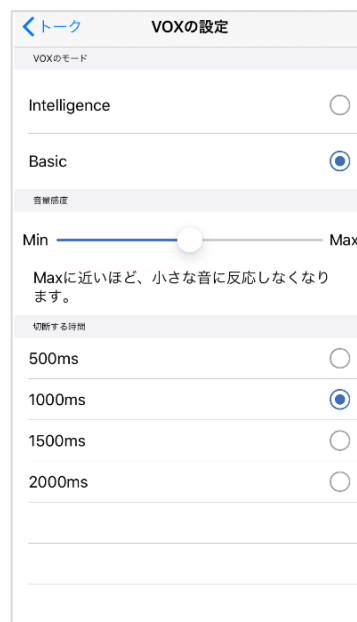 トーク VOXの設定
VOXのモード
Intelligence
Basic
音量感度
Min Max
Maxに近いほど、小さな音に反応しなくなり
ます。
切断する時間
500ms
1000ms
1500ms
2000ms